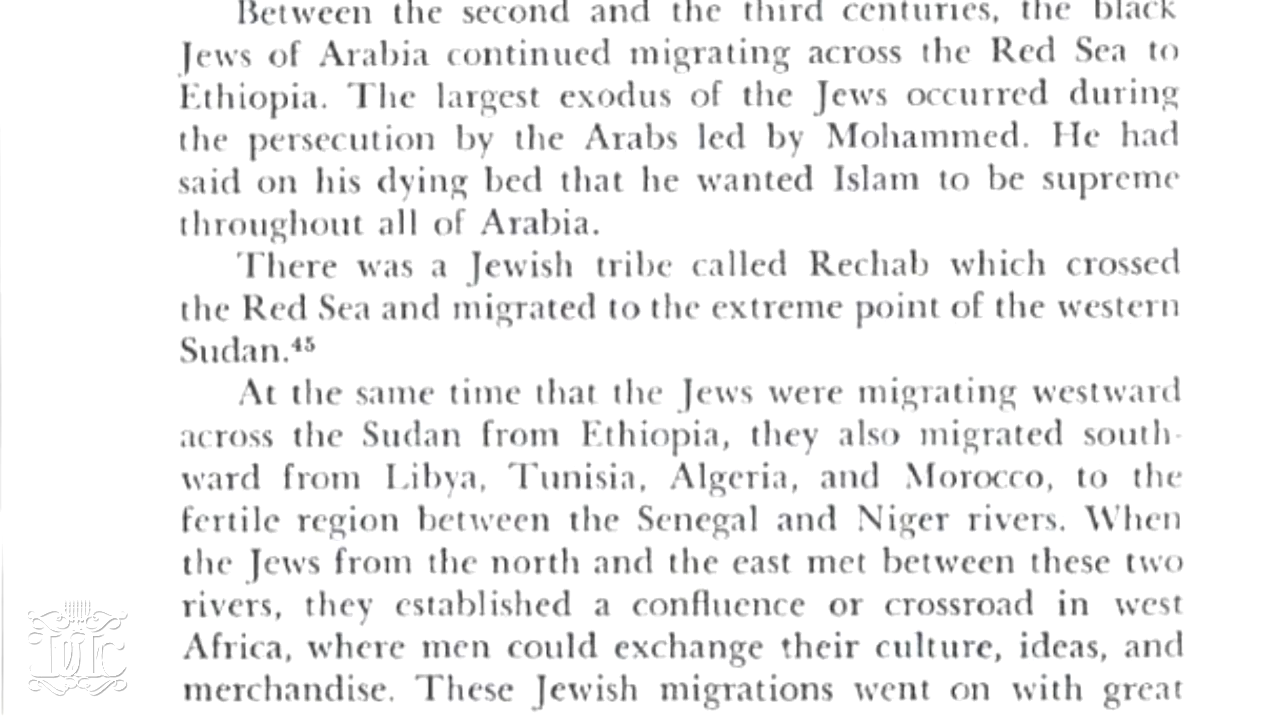 Between the second and the third centuries, the black
Jews of Arabia continued migrating across the Red Sea to
Ethiopia. The largest exodus of the Jews occurred during
the persecution by the Arabs led by Mohammed. He had
said on his dying bed that he wanted Islam to be supreme
throughout all of Arabia.
There was a Jewish tribe called Rechab which crossed
the Red Sea and migrated to the extreme point of the western
Sudan.⁴⁵
At the same time that the Jews were migrating westward
across the Sudan from Ethiopia, they also migrated south-
ward from Libya, Tunisia, Algeria, and Morocco, to the
fertile region between the Senegal and Niger rivers. When
the Jews from the north and the east met between these two
rivers, they established a confluence or crossroad in west
Africa, where men could exchange their culture, ideas, and
merchandise. These Jewish migrations went on with great